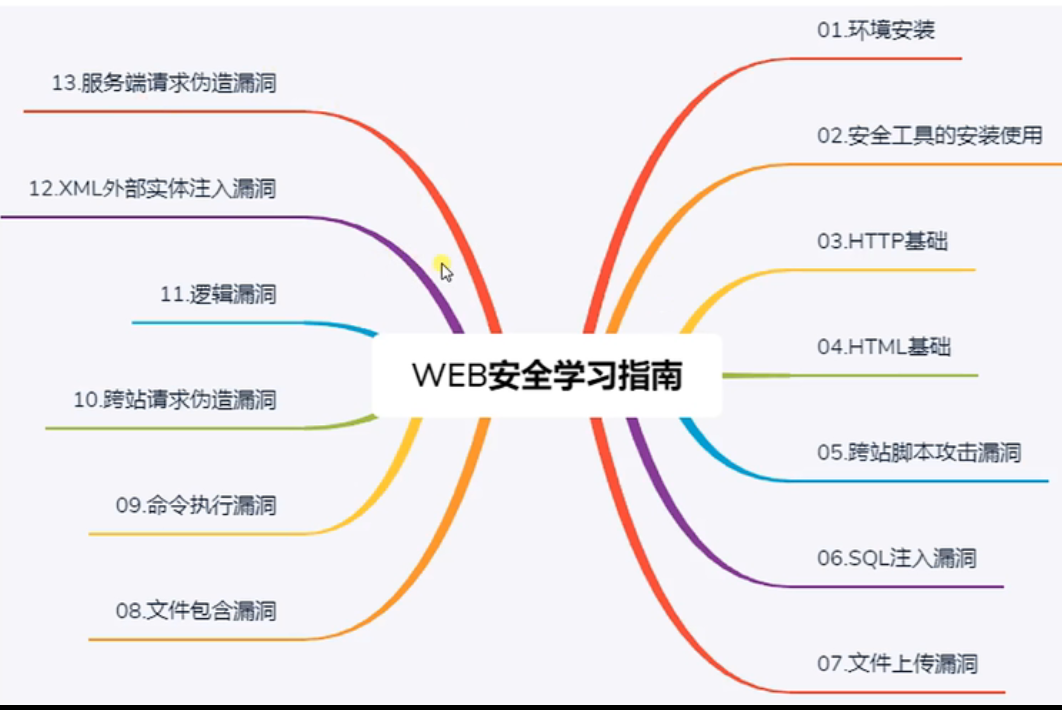 WEB安全学习指南
01.环境安装
02.安全工具的安装使用
03.HTTP基础
04.HTML基础
05.跨站脚本攻击漏洞
06.SQL注入漏洞
07.文件上传漏洞
08.文件包含漏洞
09.命令执行漏洞
10.跨站请求伪造漏洞
11.逻辑漏洞
12.XML外部实体注入漏洞
13.服务端请求伪造漏洞